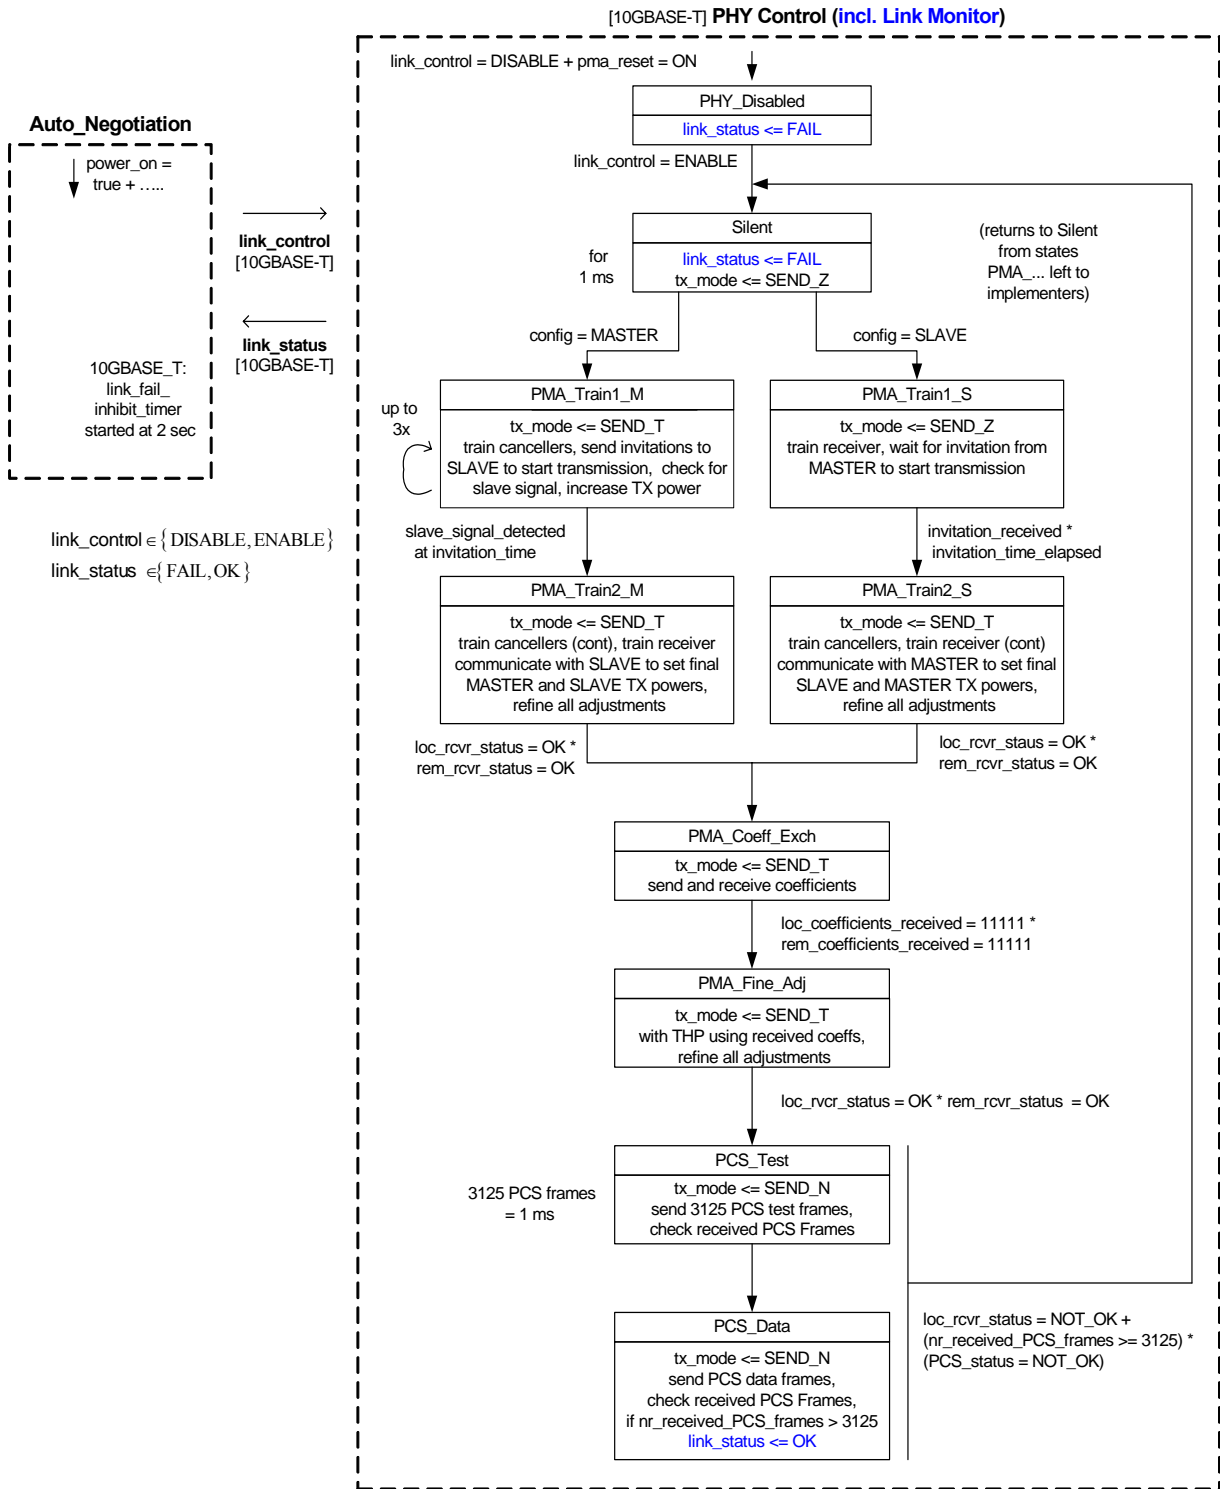 [10GBASE-T] PHY Control (incl. Link Monitor)
link_control = DISABLE + pma_reset = ON
PHY_Disabled
link_status <= FAIL
link_control = ENABLE
Auto_Negotiation
power_on =
true + …..
link_control
[10GBASE-T]
link_status
[10GBASE-T]
10GBASE_T:
link_fail_
inhibit_timer
started at 2 sec
link_control ∈ { DISABLE, ENABLE }
link_status ∈ { FAIL, OK }
Silent
for
1 ms
link_status <= FAIL
tx_mode <= SEND_Z
(returns to Silent
from states
PMA_... left to
implementers)
config = MASTER
config = SLAVE
PMA_Train1_M
up to
3x
tx_mode <= SEND_T
train cancellers, send invitations to
SLAVE to start transmission, check for
slave signal, increase TX power
PMA_Train1_S
tx_mode <= SEND_Z
train receiver, wait for invitation from
MASTER to start transmission
slave_signal_detected
at invitation_time
invitation_received *
invitation_time_elapsed
PMA_Train2_M
tx_mode <= SEND_T
train cancellers (cont), train receiver
communicate with SLAVE to set final
MASTER and SLAVE TX powers,
refine all adjustments
PMA_Train2_S
tx_mode <= SEND_T
train cancellers, train receiver (cont)
communicate with MASTER to set final
SLAVE and MASTER TX powers,
refine all adjustments
loc_rcvr_status = OK *
rem_rcvr_status = OK
loc_rcvr_staus = OK *
rem_rcvr_status = OK
PMA_Coeff_Exch
tx_mode <= SEND_T
send and receive coefficients
loc_coefficients_received = 11111 *
rem_coefficients_received = 11111
PMA_Fine_Adj
tx_mode <= SEND_T
with THP using received coeffs,
refine all adjustments
loc_rvcr_status = OK * rem_rcvr_status = OK
PCS_Test
3125 PCS frames
= 1 ms
tx_mode <= SEND_N
send 3125 PCS test frames,
check received PCS Frames
PCS_Data
tx_mode <= SEND_N
send PCS data frames,
check received PCS Frames,
if nr_received_PCS_frames > 3125
link_status <= OK
loc_rcvr_status = NOT_OK +
(nr_received_PCS_frames >= 3125) *
(PCS_status = NOT_OK)